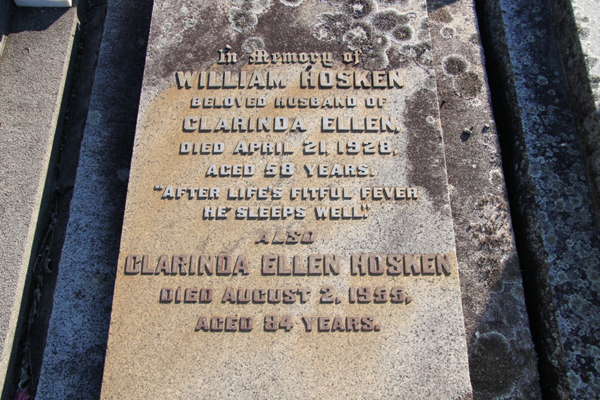 In Memory of
WILLIAM HOSKEN
BELOVED HUSBAND OF
CLARINDA ELLEN,
DIED APRIL 21, 1928,
AGED 58 YEARS.
"AFTER LIFE'S FITFUL FEVER
HE SLEEPS WELL."
ALSO
CLARINDA ELLEN HOSKEN
DIED AUGUST 2, 1955,
AGED 84 YEARS.